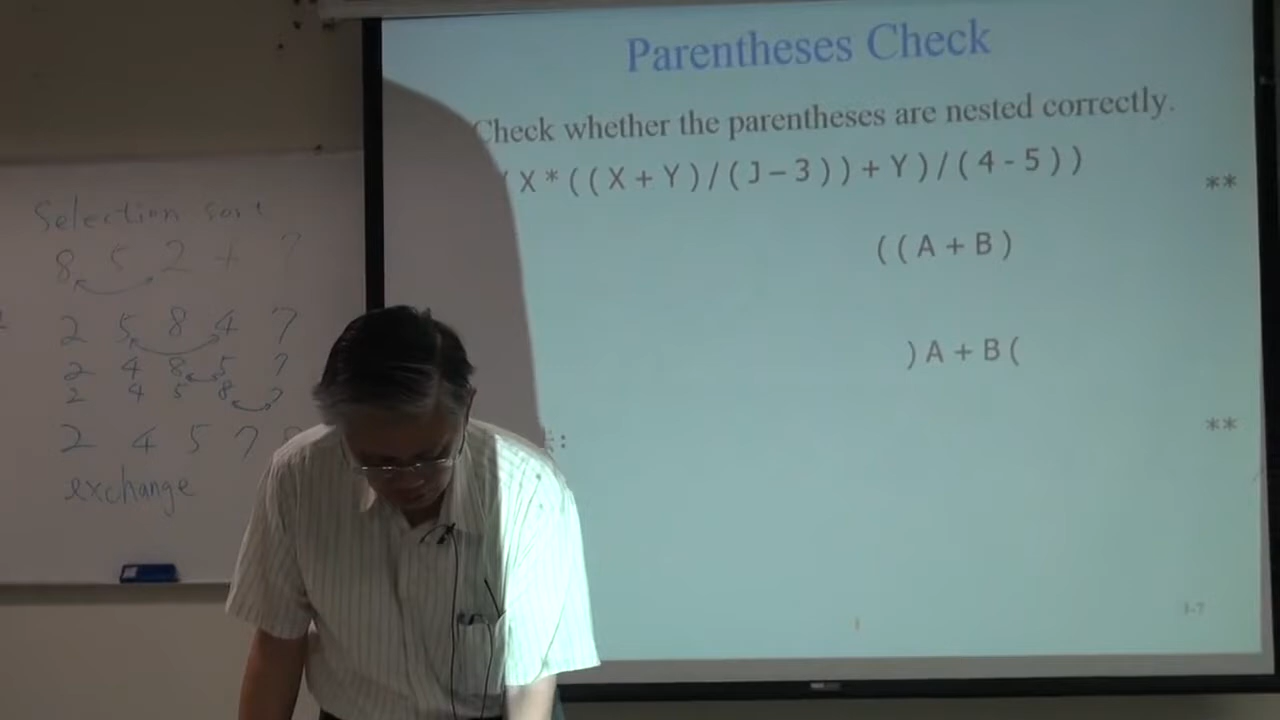 Selection sort
8 5 2 4 7
2 5 8 4 7
2 4 8 5 7
2 4 5 8 7
2 4 5 7
exchange
Parentheses Check
Check whether the parentheses are nested correctly.
( X * ( ( X + Y ) / ( J – 3 ) ) + Y ) / ( 4 - 5 ) )
**
( ( A + B )
) A + B (
:
**
1-7